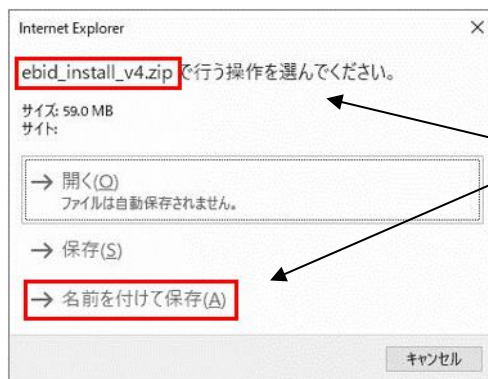 Internet Explorer
ebid_install_v4.zip で行う操作を選んでください。
サイズ: 59.0 MB
サイト:
→ 開く(O)
ファイルは自動保存されません。
→ 保存(S)
→ 名前を付けて保存(A)
キャンセル